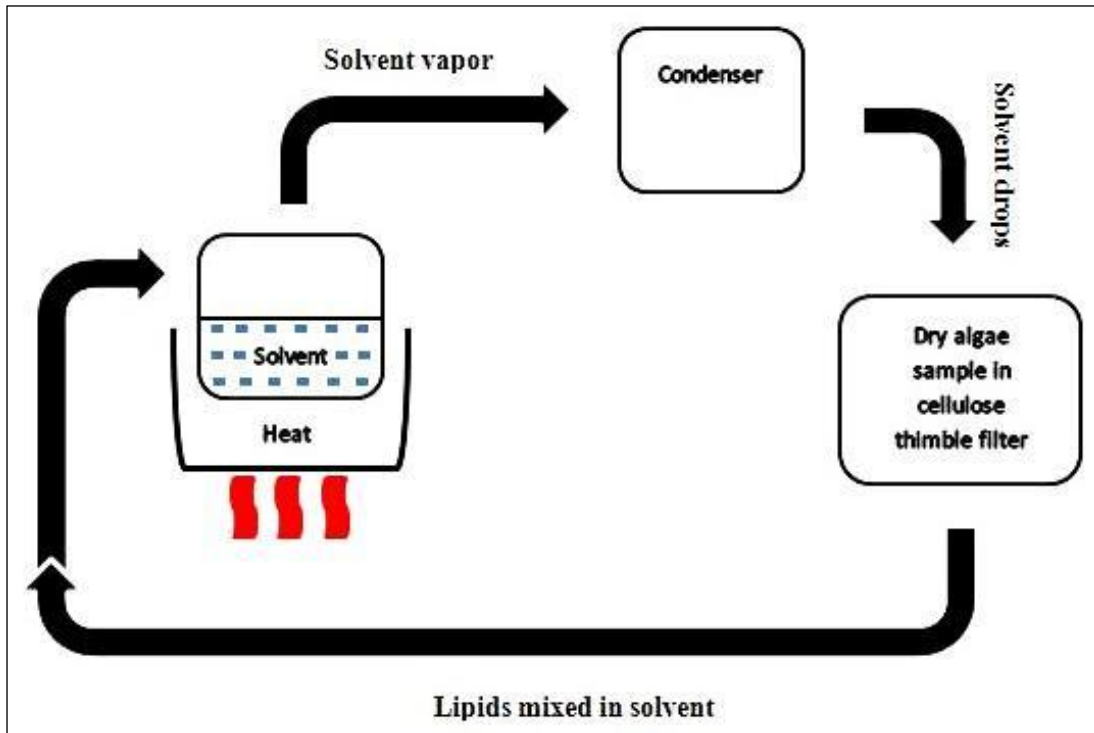 Solvent vapor
Condenser
Solvent drops
Solvent
Heat
Dry algae
sample in
cellulose
thimble filter
Lipids mixed in solvent